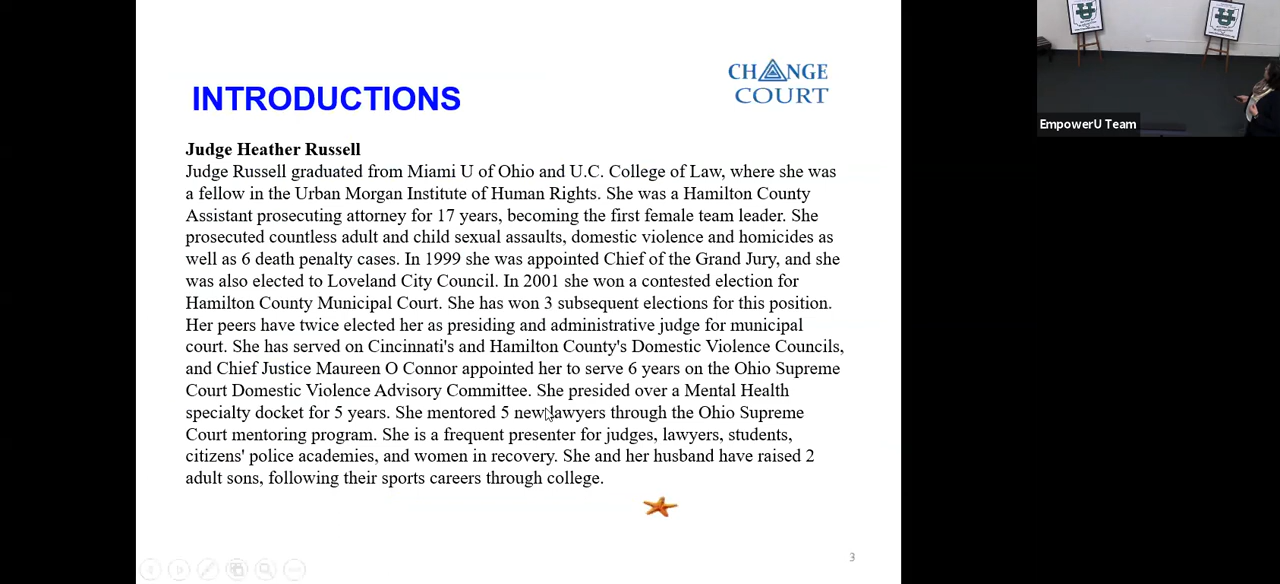 INTRODUCTIONS
CHANGE
COURT
Judge Heather Russell
Judge Russell graduated from Miami U of Ohio and U.C. College of Law, where she was
a fellow in the Urban Morgan Institute of Human Rights. She was a Hamilton County
Assistant prosecuting attorney for 17 years, becoming the first female team leader. She
prosecuted countless adult and child sexual assaults, domestic violence and homicides as
well as 6 death penalty cases. In 1999 she was appointed Chief of the Grand Jury, and she
was also elected to Loveland City Council. In 2001 she won a contested election for
Hamilton County Municipal Court. She has won 3 subsequent elections for this position.
Her peers have twice elected her as presiding and administrative judge for municipal
court. She has served on Cincinnati's and Hamilton County's Domestic Violence Councils,
and Chief Justice Maureen O Connor appointed her to serve 6 years on the Ohio Supreme
Court Domestic Violence Advisory Committee. She presided over a Mental Health
specialty docket for 5 years. She mentored 5 new lawyers through the Ohio Supreme
Court mentoring program. She is a frequent presenter for judges, lawyers, students,
citizens' police academies, and women in recovery. She and her husband have raised 2
adult sons, following their sports careers through college.
3
EmpowerU Team